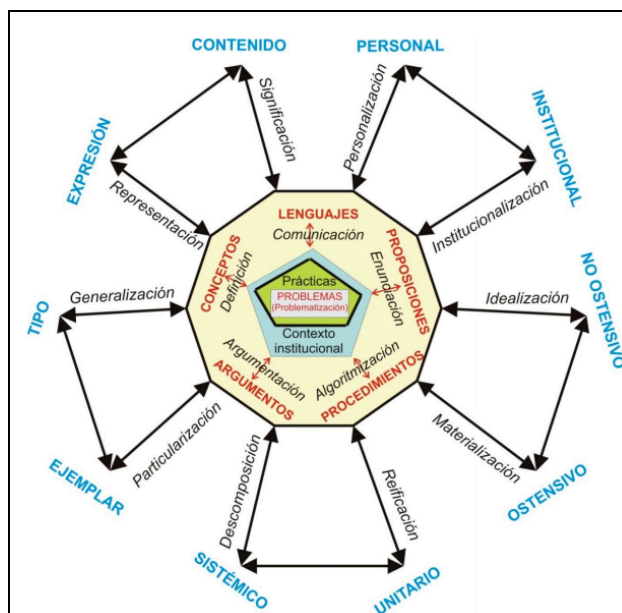 CONTENIDO
PERSONAL
EXPRESIÓN
Significación
Personalización
INSTITUCIONAL
Representación
Institucionalización
LENGUAJES
Comunicación
CONCEPTOS
Definición
PROPOSICIONES
Enunciación
Prácticas
PROBLEMAS
(Problematización)
Contexto
institucional
TIPO
Generalización
Idealización
NO OSTENSIVO
Argumentación
ARGUMENTOS
Algoritmización
PROCEDIMIENTOS
EJEMPLAR
Particularización
Materialización
OSTENSIVO
Descomposición
Reificación
SISTÉMICO
UNITARIO